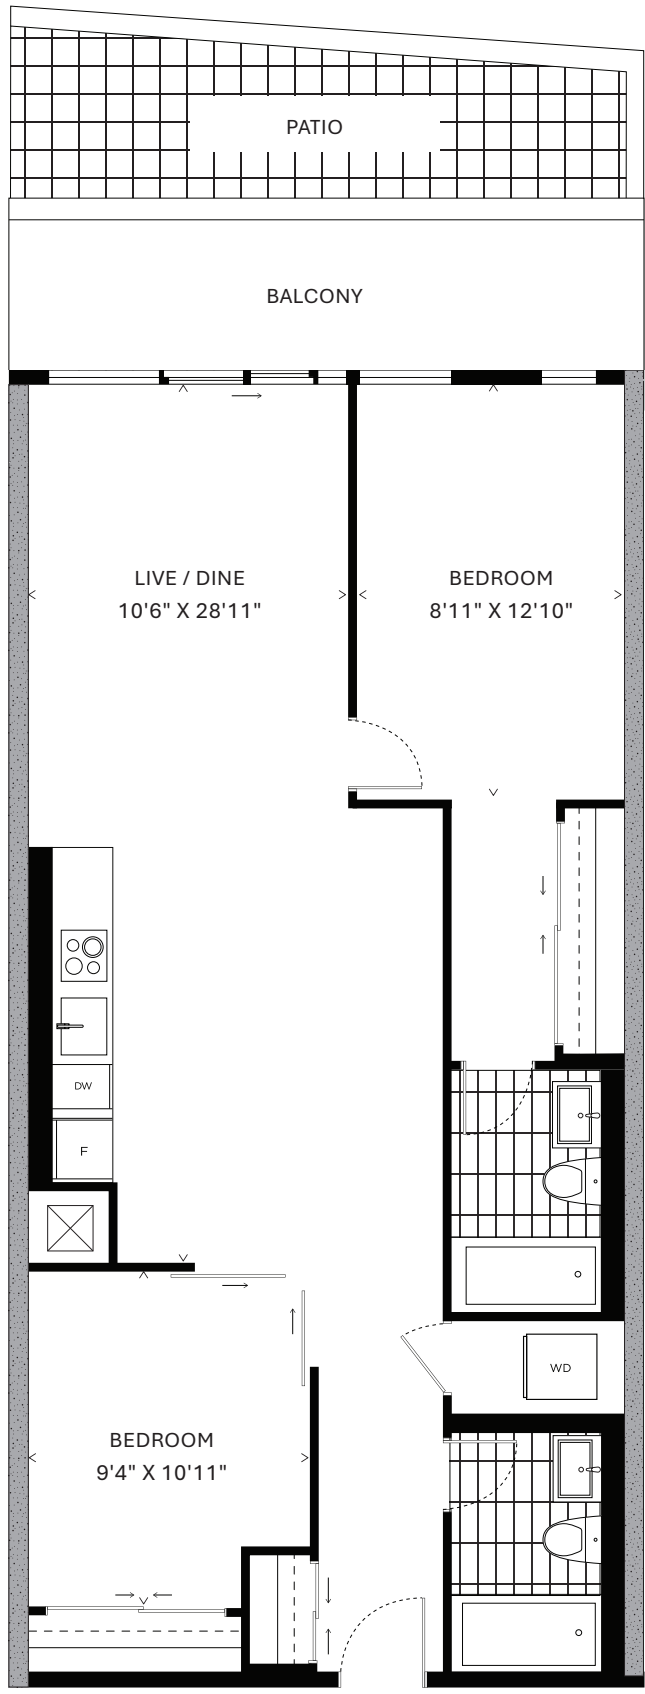 PATIO
BALCONY
LIVE / DINE
10'6" X 28'11"
BEDROOM
8'11" X 12'10"
DW
F
WD
BEDROOM
9'4" X 10'11"